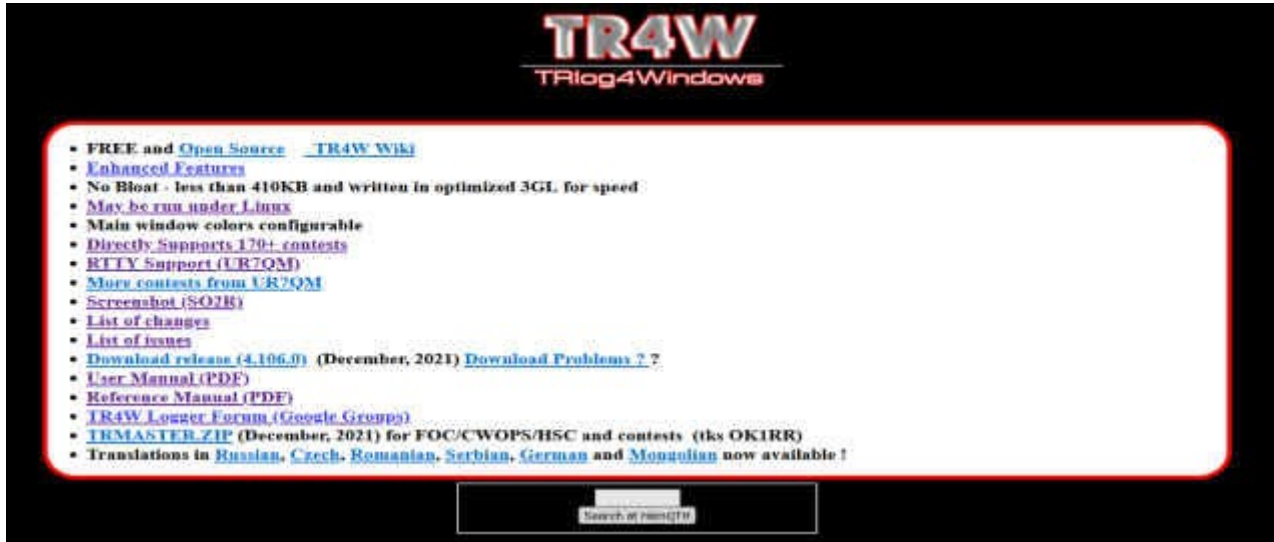 TR4W
TRlog4Windows
FREE and Open Source TR4W Wiki
Enhanced Features
No Bloat - less than 410KB and written in optimized 3GL for speed
May be run under Linux
Main window colors configurable
Directly Supports 170+ contests
RTTY Support (UR7QM)
More contests from UR7QM
Screenshot (SO2R)
List of changes
List of issues
Download release (4.106.0) (December, 2021) Download Problems ? ?
User Manual (PDF)
Reference Manual (PDF)
TR4W Logger Forum (Google Groups)
TRMASTER.ZIP (December, 2021) for FOC/CWOPS/HSC and contests (tks OK1RR)
Translations in Russian, Czech, Romanian, Serbian, German and Mongolian now available !
Search at HamQTH